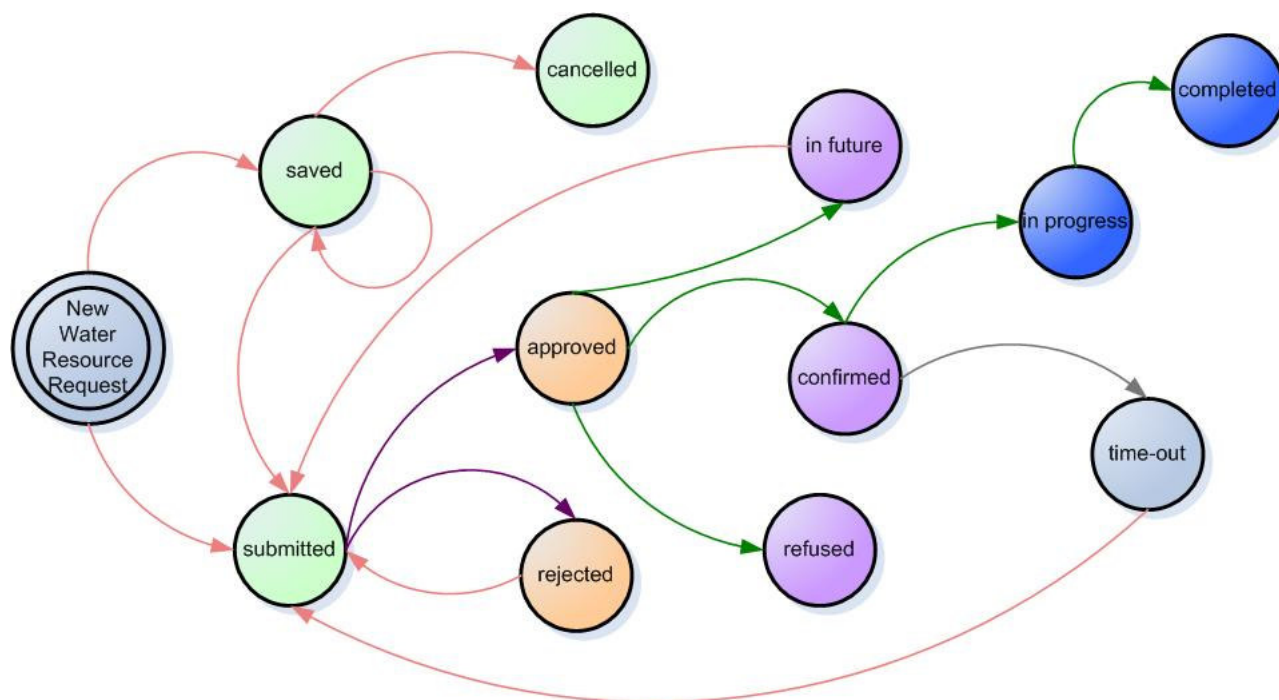 cancelled
completed
in future
saved
in progress
New
Water
Resource
Request
approved
confirmed
time-out
submitted
rejected
refused